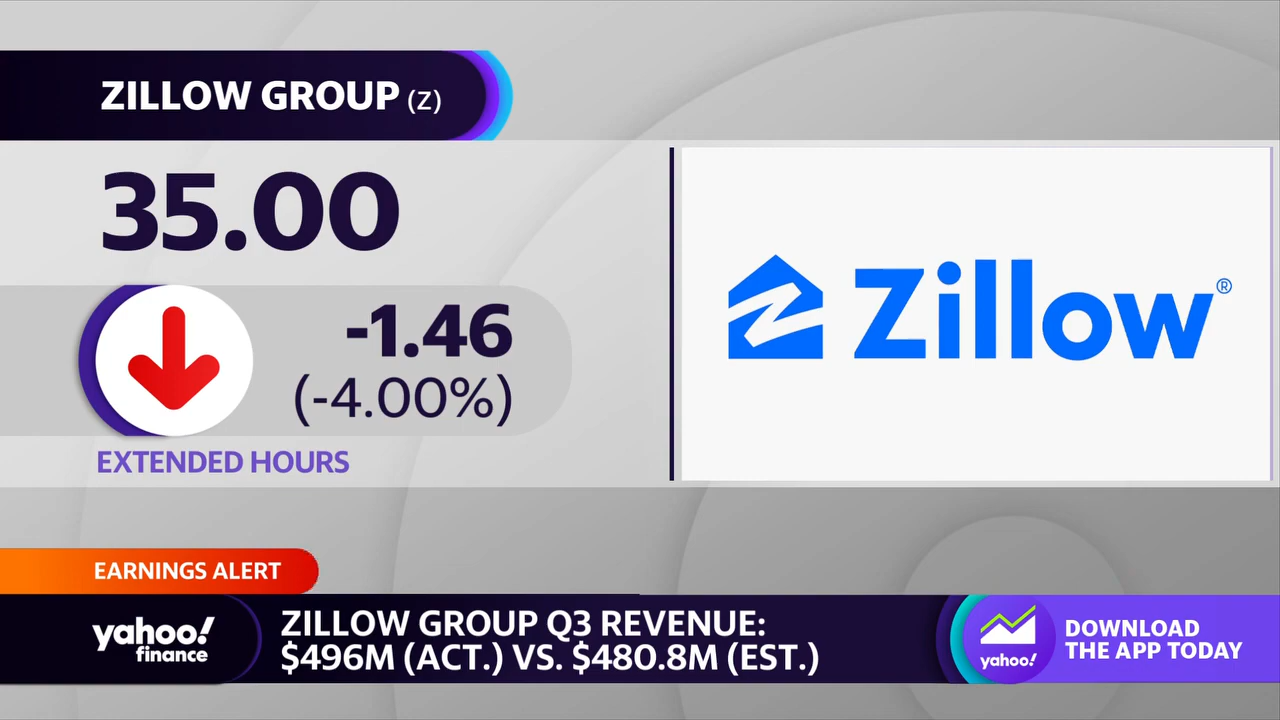 ZILLOW GROUP (Z)
35.00
-1.46
(-4.00%)
EXTENDED HOURS
Zillow®
EARNINGS ALERT
yahoo!
finance
ZILLOW GROUP Q3 REVENUE:
$496M (ACT.) VS. $480.8M (EST.)
yahoo!
DOWNLOAD
THE APP TODAY